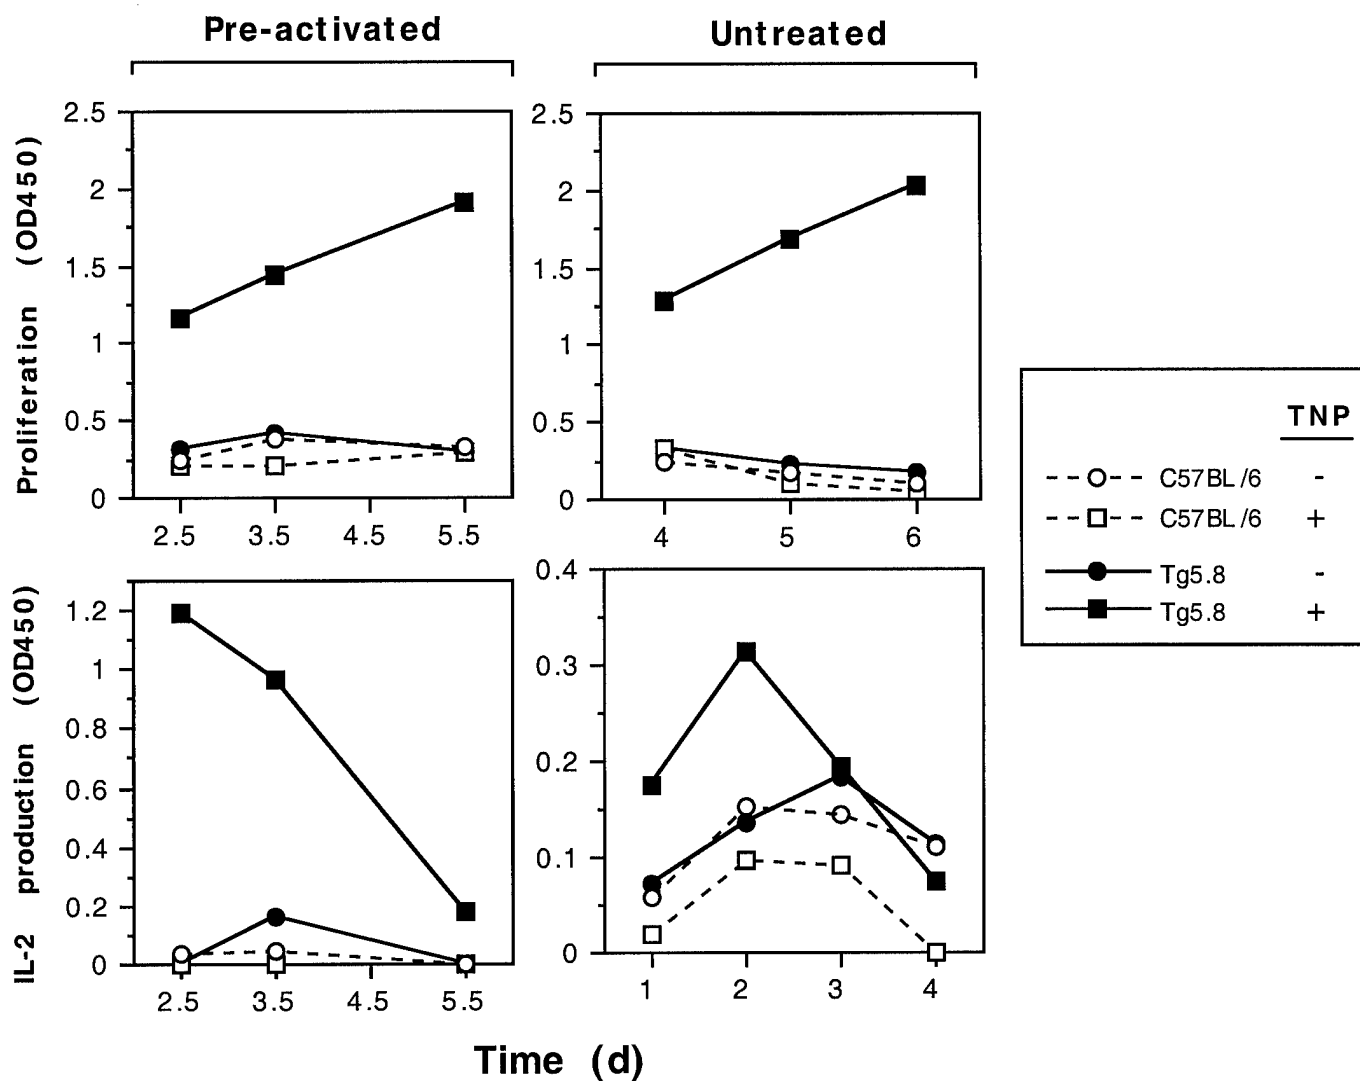 Pre-activated
Untreated
Proliferation (OD450)
2.5
2
1.5
1
0.5
0
2.5 3.5 4.5 5.5
2.5
2
1.5
1
0.5
0
4 5 6
IL-2 production (OD450)
1.2
1
0.8
0.6
0.4
0.2
0
2.5 3.5 4.5 5.5
0.4
0.3
0.2
0.1
0
1 2 3 4
Time (d)
TNP
C57BL/6 -
C57BL/6 +
Tg5.8 -
Tg5.8 +